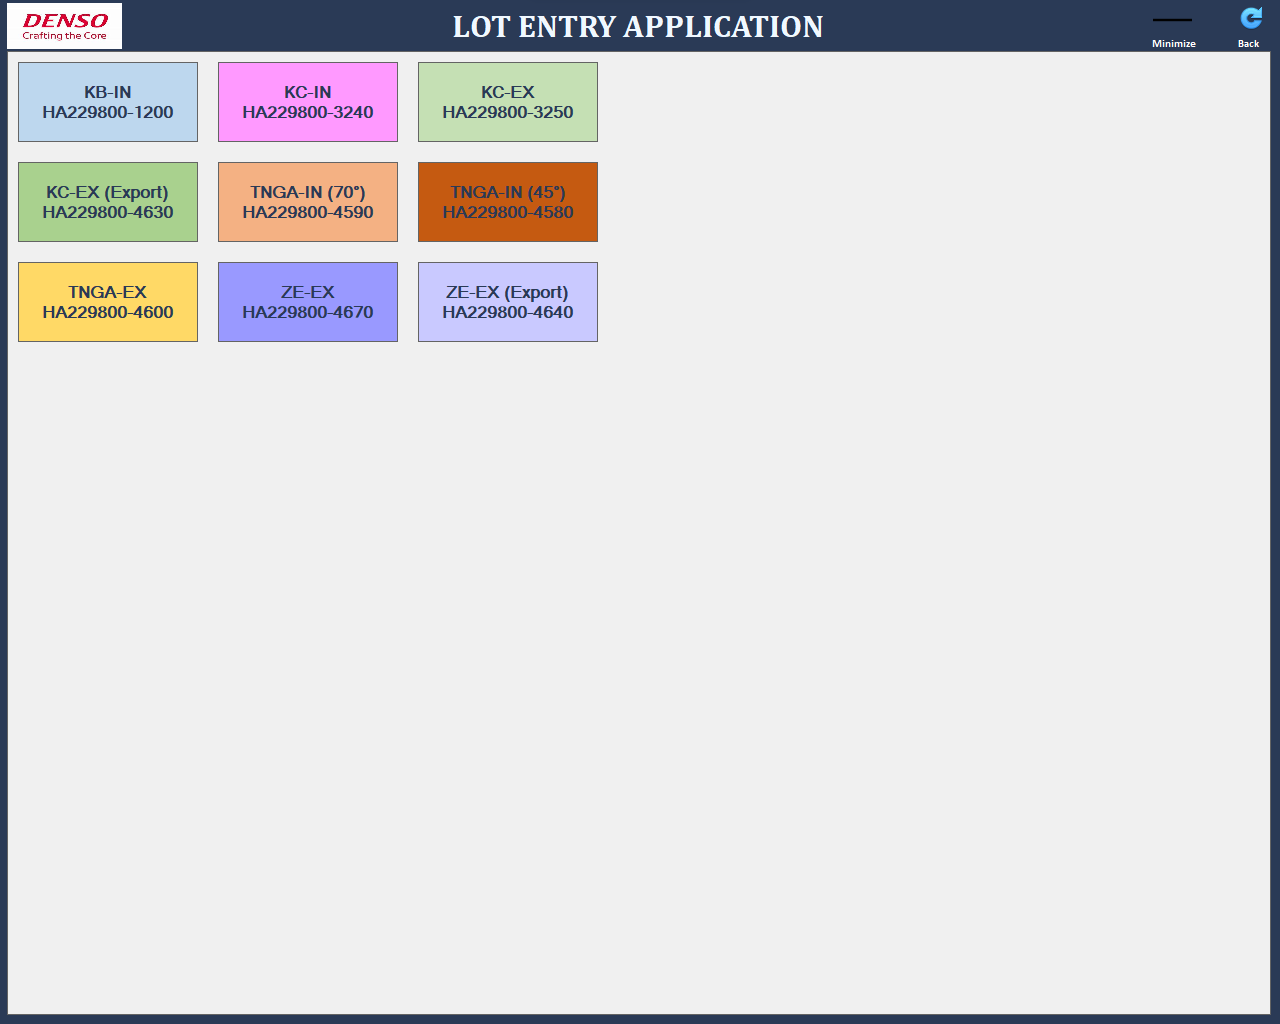 DENSO
Crafting the Core
LOT ENTRY APPLICATION
Minimize
Back
KB-IN
HA229800-1200
KC-IN
HA229800-3240
KC-EX
HA229800-3250
KC-EX (Export)
HA229800-4630
TNGA-IN (70°)
HA229800-4590
TNGA-IN (45°)
HA229800-4580
TNGA-EX
HA229800-4600
ZE-EX
HA229800-4670
ZE-EX (Export)
HA229800-4640